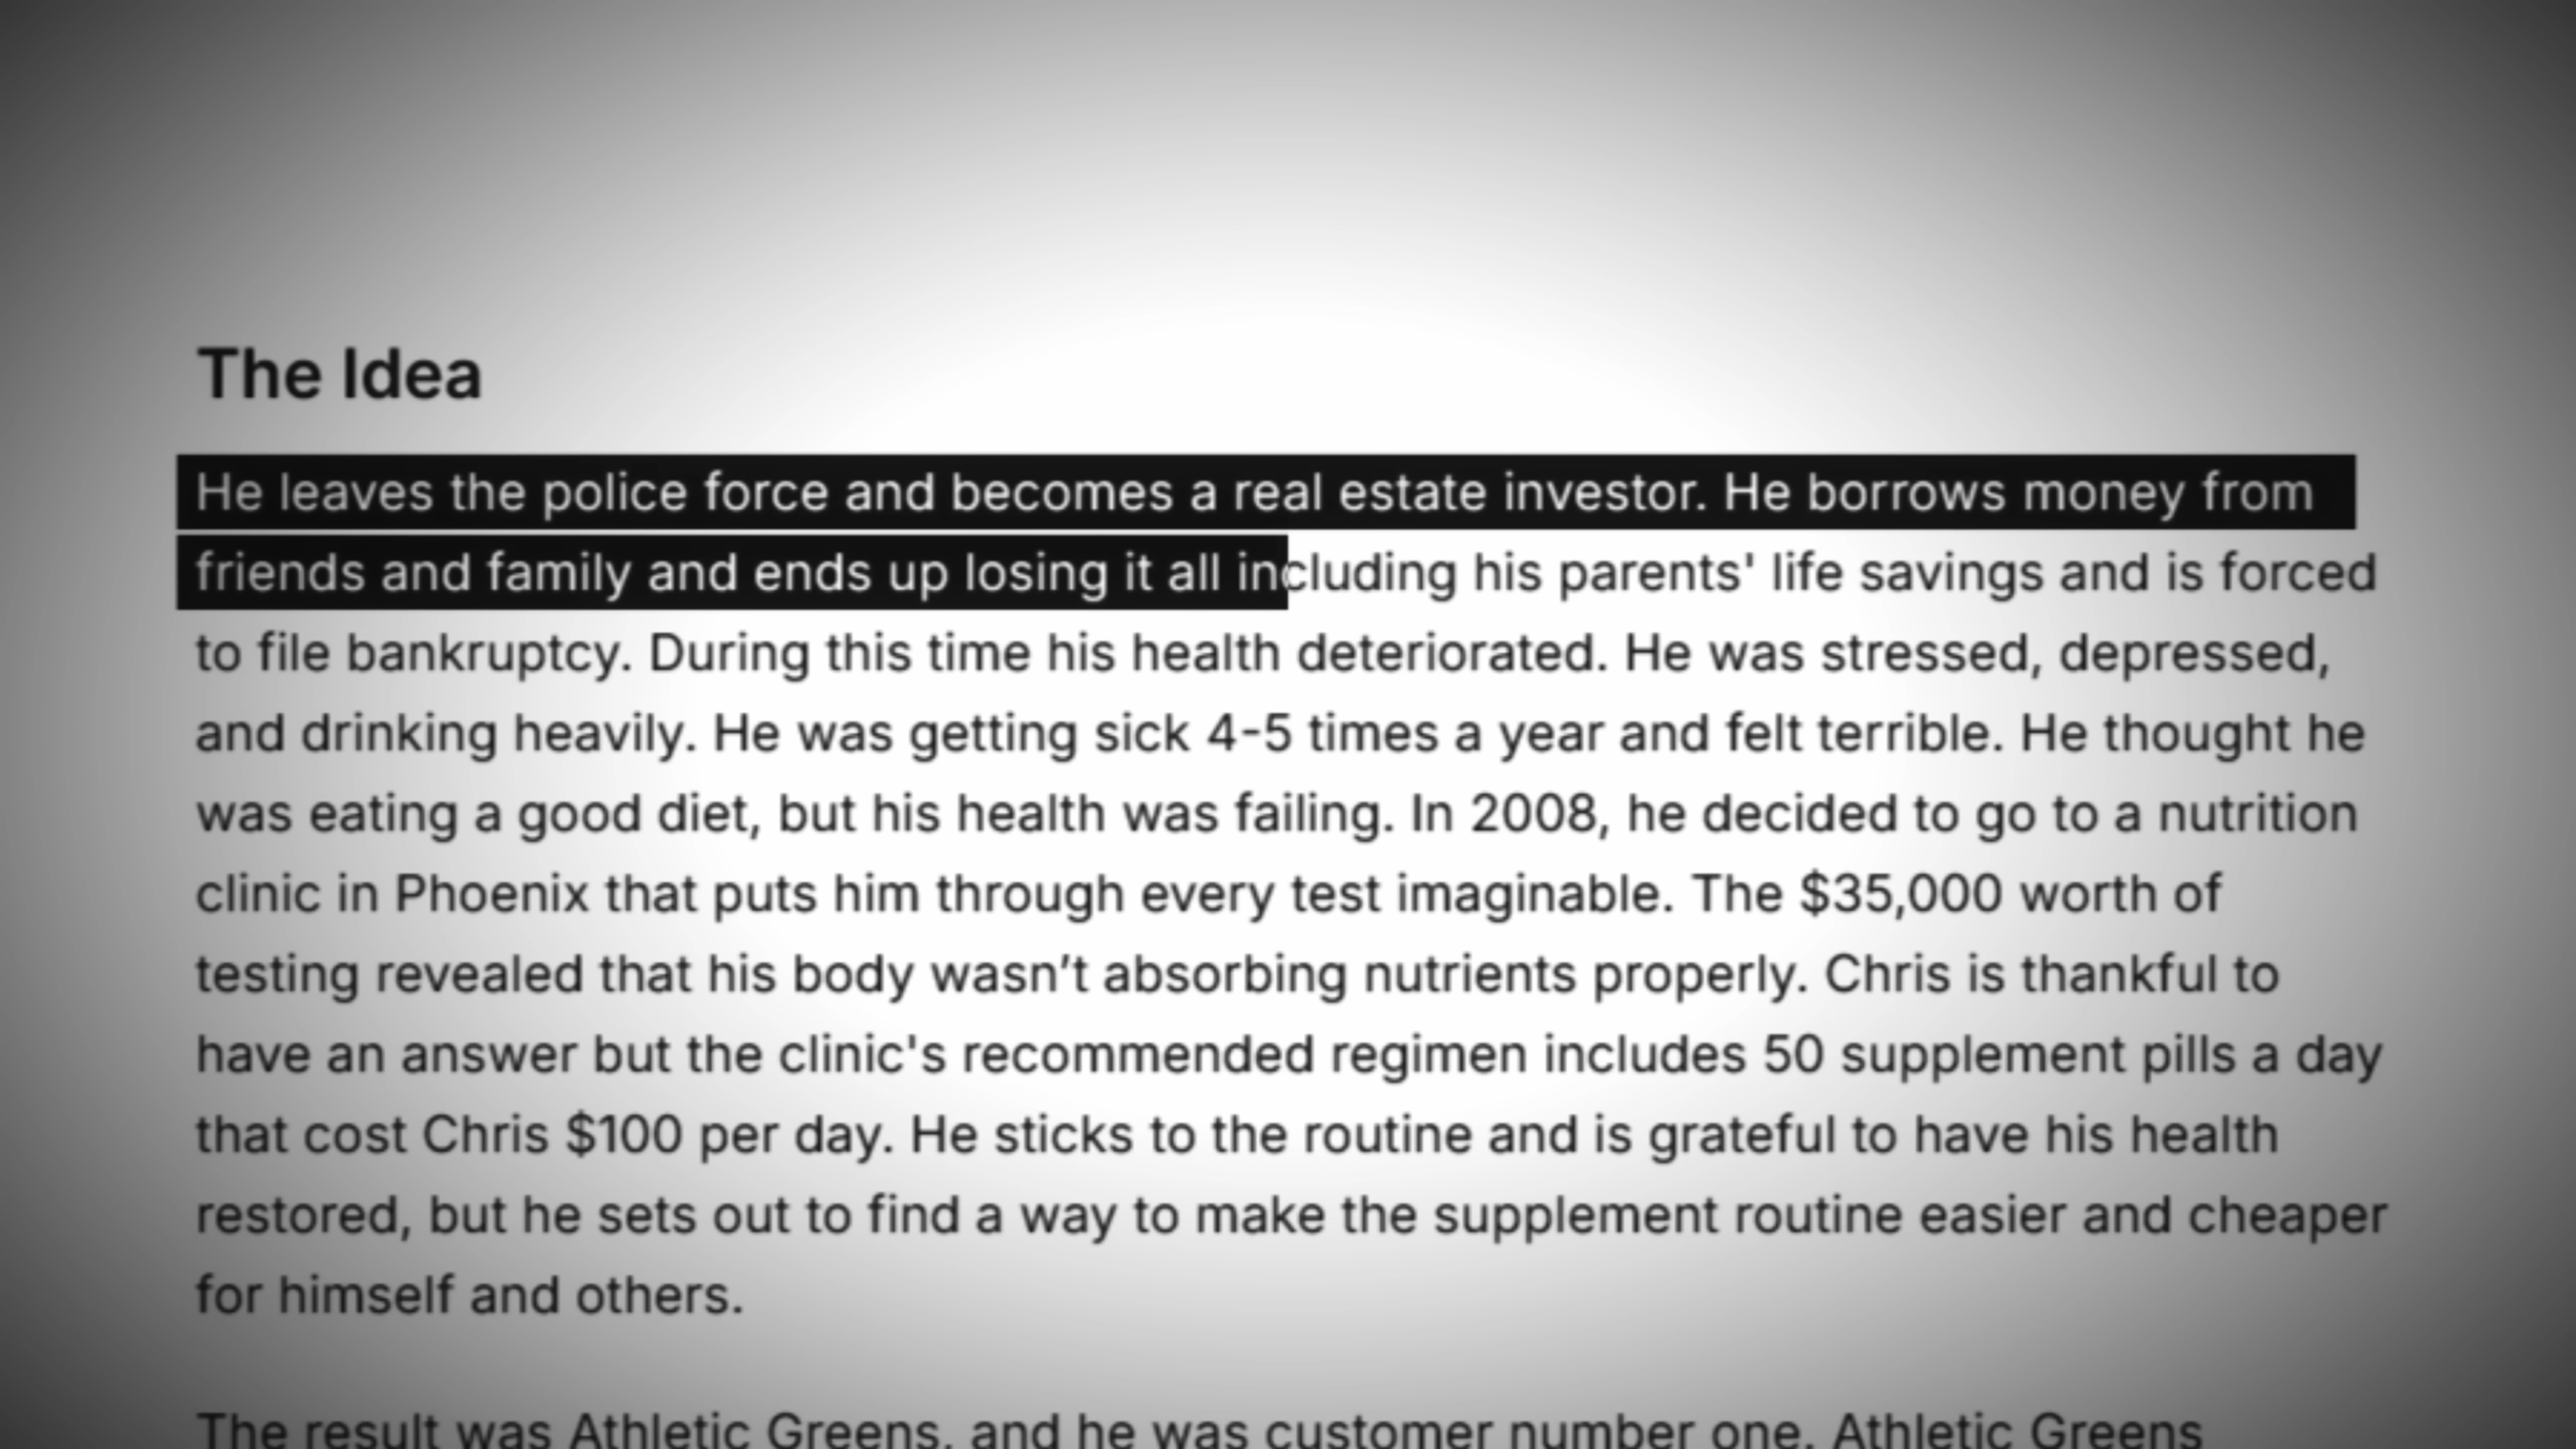 The Idea
He leaves the police force and becomes a real estate investor. He borrows money from
friends and family and ends up losing it all including his parents' life savings and is forced
to file bankruptcy. During this time his health deteriorated. He was stressed, depressed,
and drinking heavily. He was getting sick 4-5 times a year and felt terrible. He thought he
was eating a good diet, but his health was failing. In 2008, he decided to go to a nutrition
clinic in Phoenix that puts him through every test imaginable. The $35,000 worth of
testing revealed that his body wasn’t absorbing nutrients properly. Chris is thankful to
have an answer but the clinic's recommended regimen includes 50 supplement pills a day
that cost Chris $100 per day. He sticks to the routine and is grateful to have his health
restored, but he sets out to find a way to make the supplement routine easier and cheaper
for himself and others.
The result was Athletic Greens, and he was customer number one. Athletic Greens